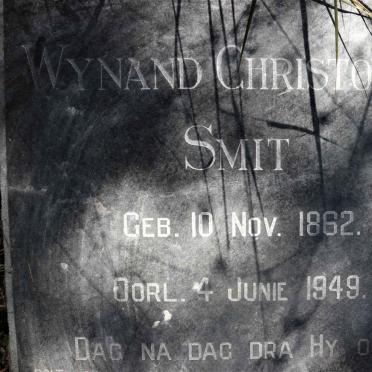 WYNAND CHRISTO
SMIT
GEB. 10 NOV. 1862.
OORL. 4 JUNIE 1949.
DAG NA DAG DRA HY O